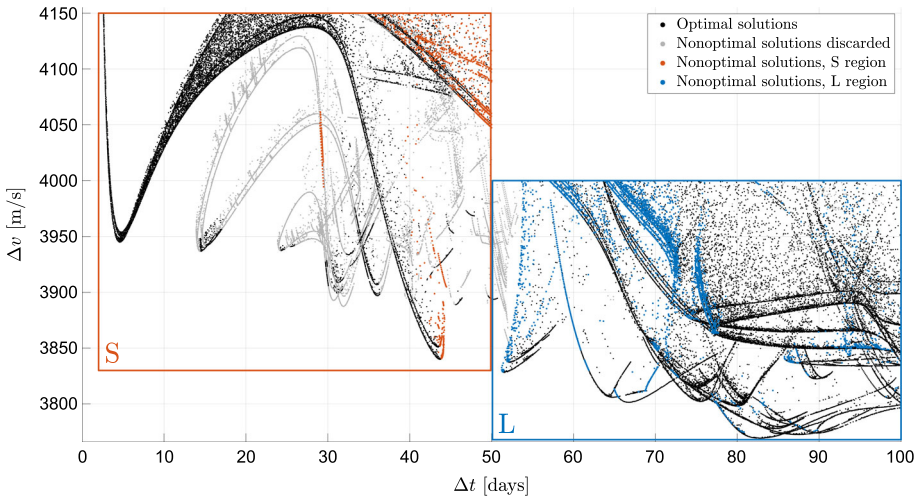 4150
4100
4050
4000
3950
3900
3850
3800
Δv [m/s]
0
10
20
30
40
50
60
70
80
90
100
Δt [days]
S
L
Optimal solutions
Nonoptimal solutions discarded
Nonoptimal solutions, S region
Nonoptimal solutions, L region